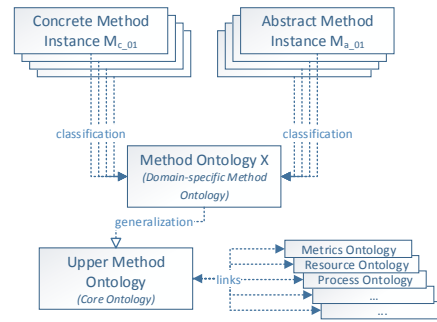 Concrete Method
Instance Mc_01
Abstract Method
Instance Ma_01
classification
classification
Method Ontology X
(Domain-specific Method
Ontology)
generalization
Upper Method
Ontology
(Core Ontology)
links
Metrics Ontology
Resource Ontology
Process Ontology
...
...